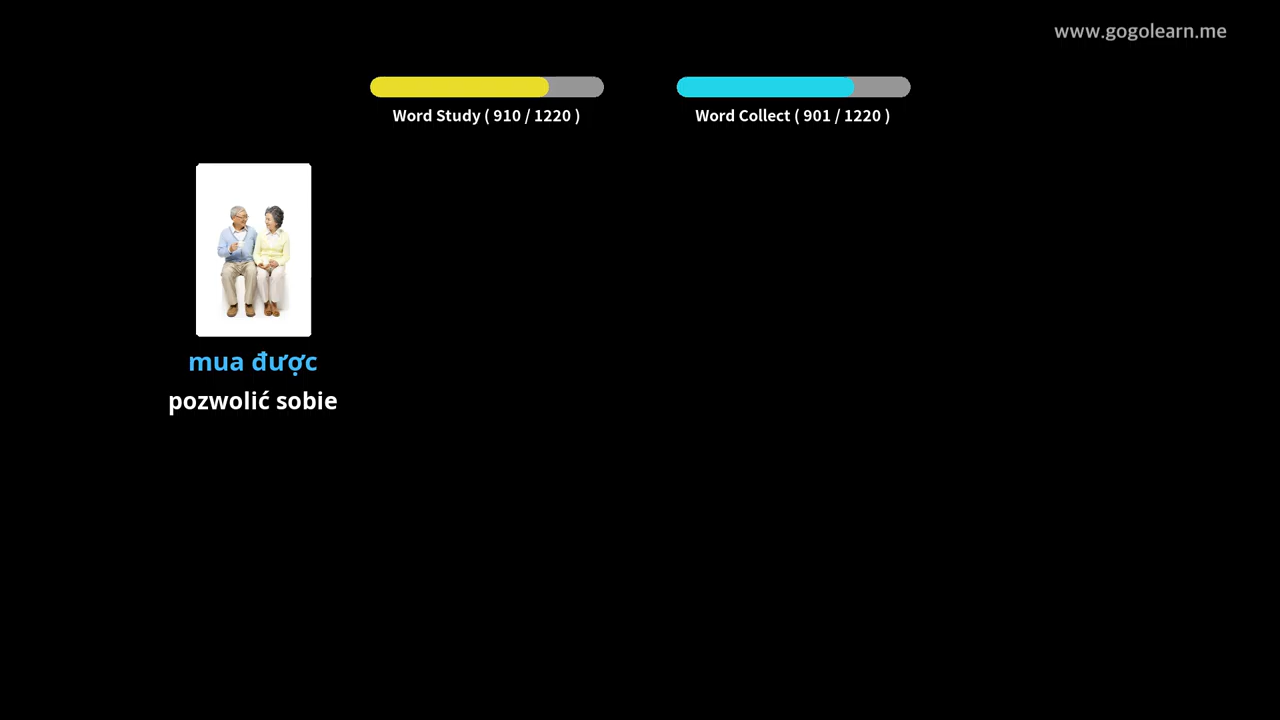 www.gogolearn.me
Word Study ( 910 / 1220 )
Word Collect ( 901 / 1220 )
mua được
pozwolić sobie